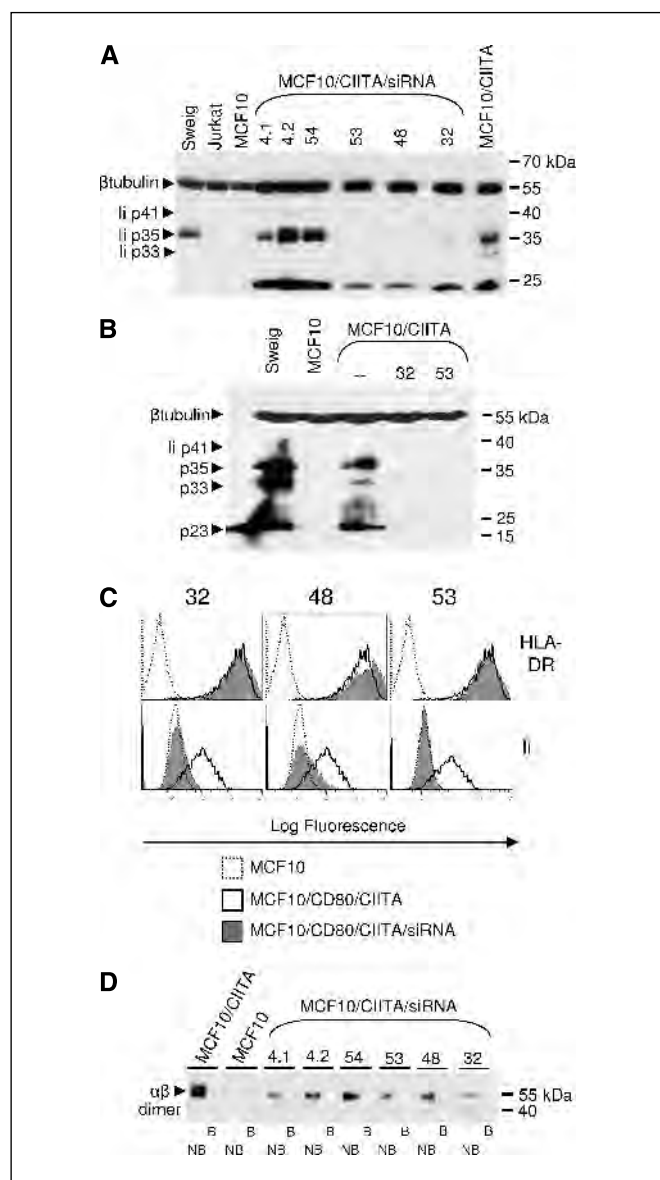 A
MCF10/CIITA/siRNA
Sweig
Jurkat
MCF10
4.1
4.2
54
53
48
32
MCF10/CIITA
βtubulin
Ii p41
Ii p35
Ii p33
70 kDa
55
40
35
25
B
Sweig
MCF10
MCF10/CIITA
–
32
53
βtubulin
Ii p41
p35
p33
p23
55 kDa
40
35
25
15
C
32
48
53
HLA-
DR
Ii
Log Fluorescence
MCF10
MCF10/CD80/CIITA
MCF10/CD80/CIITA/siRNA
D
MCF10/CIITA
MCF10
MCF10/CIITA/siRNA
4.1
4.2
54
53
48
32
αβ
dimer
55 kDa
40
B B B B B B B B
NB NB NB NB NB NB NB NB